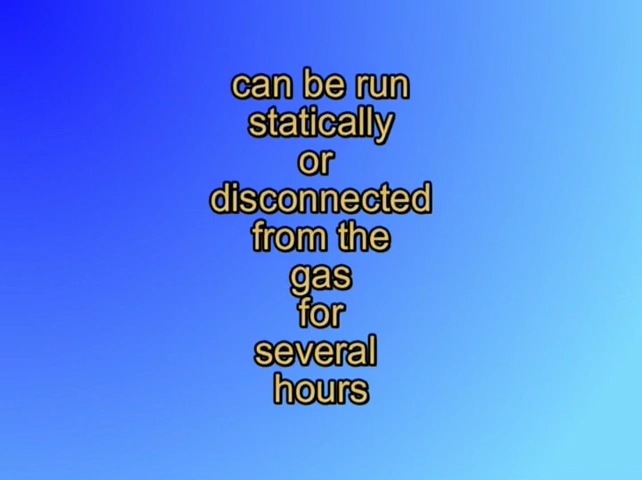 can be run
statically
or
disconnected
from the
gas
for
several
hours